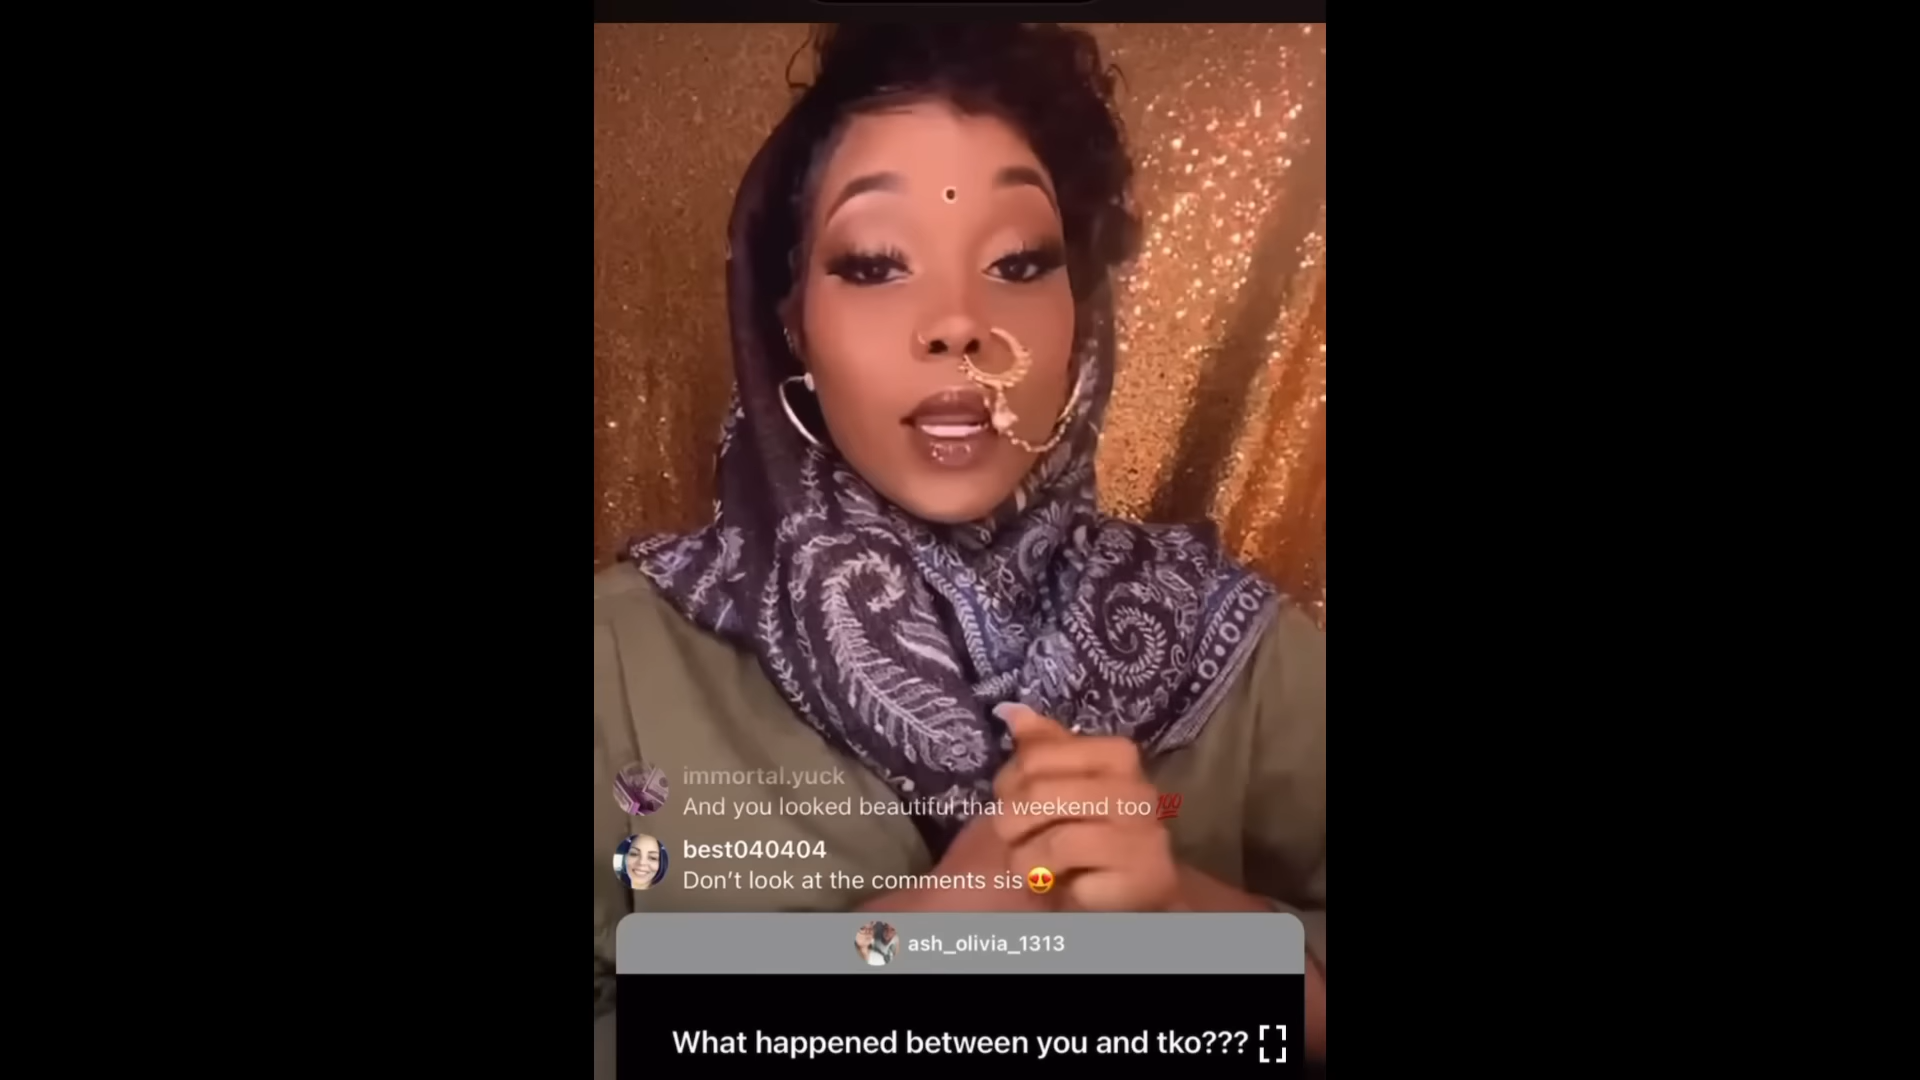 immortal.yuck
And you looked beautiful that weekend too 💯
best040404
Don’t look at the comments sis😍
ash_olivia_1313
What happened between you and tko???